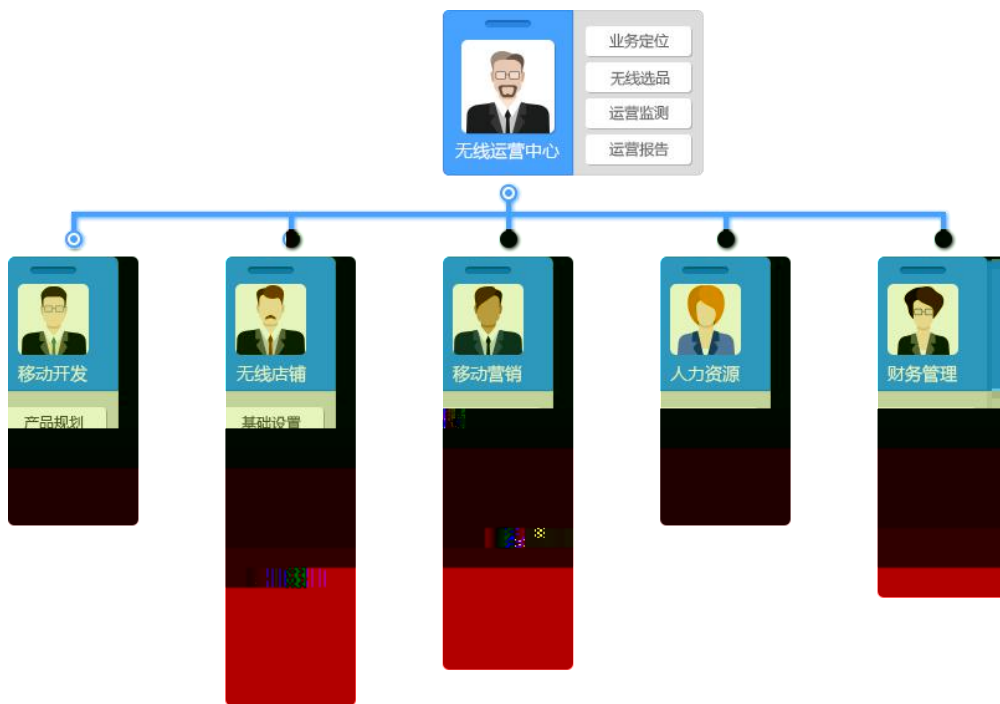 业务定位
无线选品
运营监测
运营报告
无线运营中心
移动开发
无线店铺
移动营销
人力资源
财务管理
产品规划
基础设置